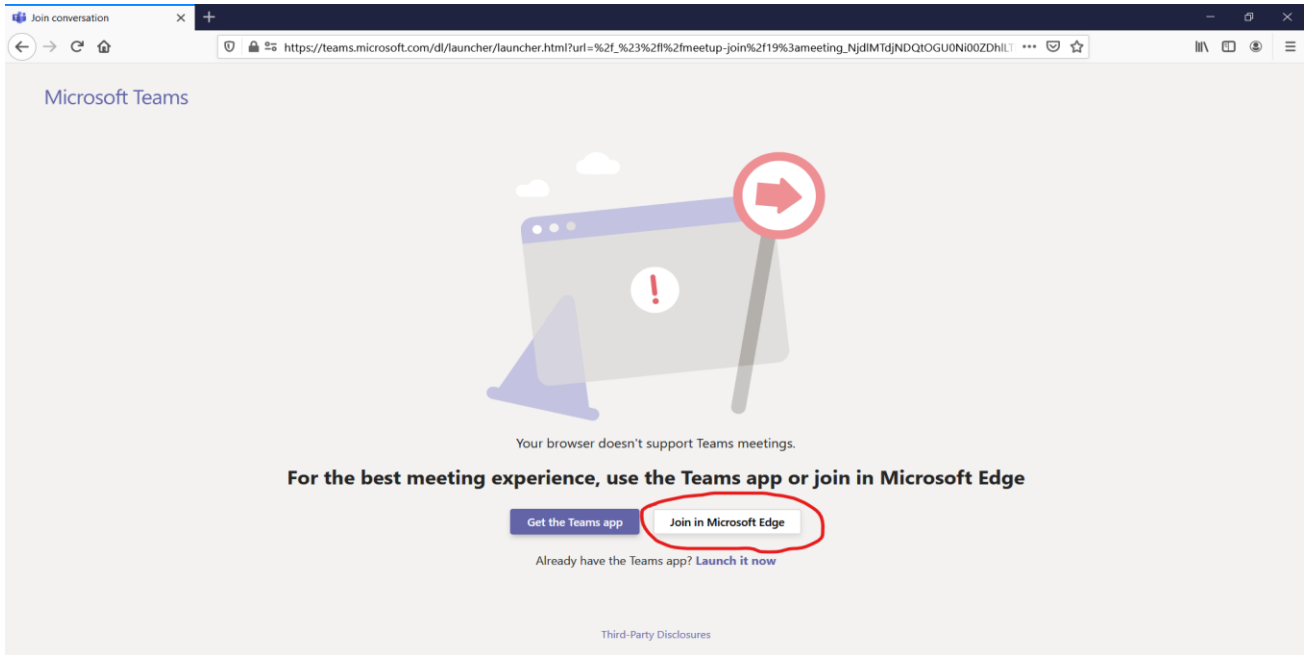 Join conversation
https://teams.microsoft.com/dl/launcher/launcher.html?url=%2f_%23%2fl%2fmeetup-join%2f19%3ameeting_NjdlMTdjNDQtOGU0Ni00ZDhlLT
Microsoft Teams
!
Your browser doesn't support Teams meetings.
For the best meeting experience, use the Teams app or join in Microsoft Edge
Get the Teams app Join in Microsoft Edge
Already have the Teams app? Launch it now
Third-Party Disclosures